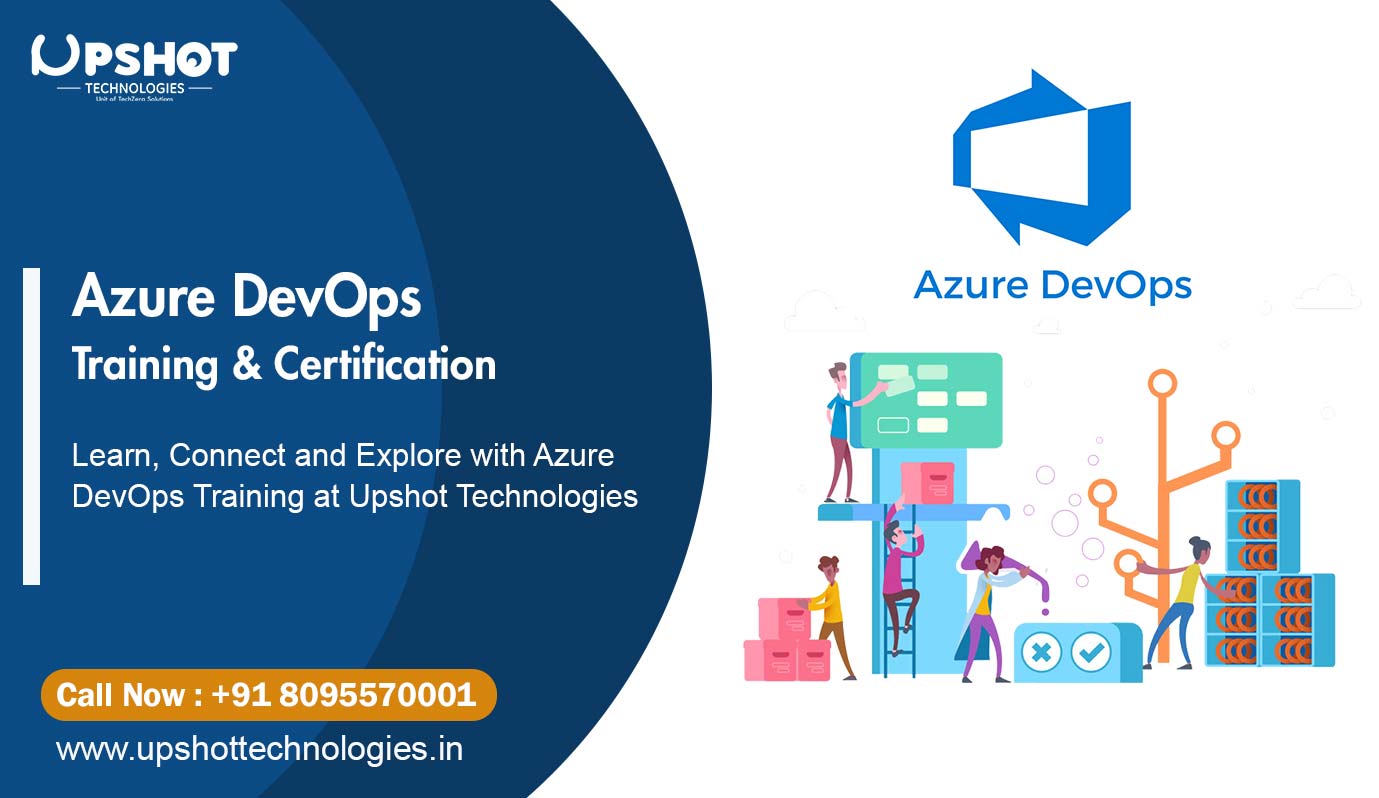 UPSHOT
TECHNOLOGIES
Unit of TechZero Solutions
Azure DevOps
Training & Certification
Learn, Connect and Explore with Azure
DevOps Training at Upshot Technologies
Call Now : +91 8095570001
www.upshottechnologies.in
Azure DevOps